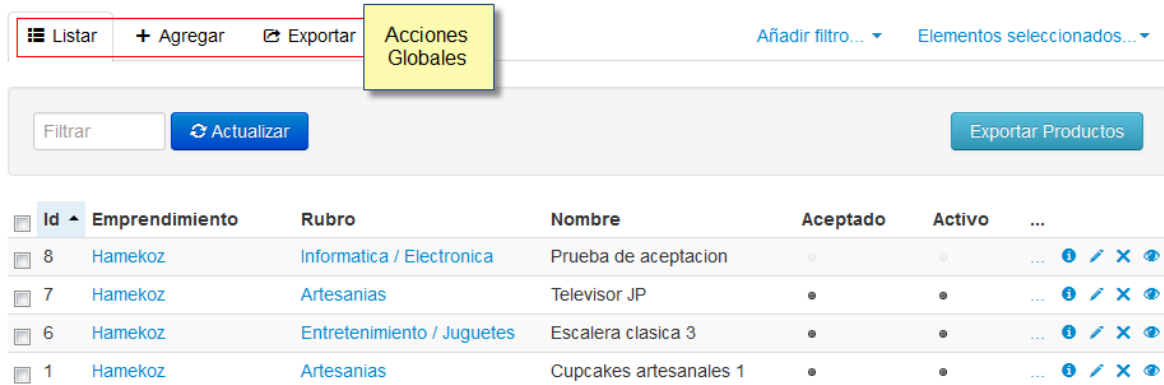 Listar Agregar Exportar Acciones Globales Añadir filtro... Elementos seleccionados...
Filtrar Actualizar Exportar Productos
Id Emprendimiento Rubro Nombre Aceptado Activo ...
8 Hamekoz Informatica / Electronica Prueba de aceptacion ...
7 Hamekoz Artesanias Televisor JP ...
6 Hamekoz Entretenimiento / Juguetes Escalera clasica 3 ...
1 Hamekoz Artesanias Cupcakes artesanales 1 ...